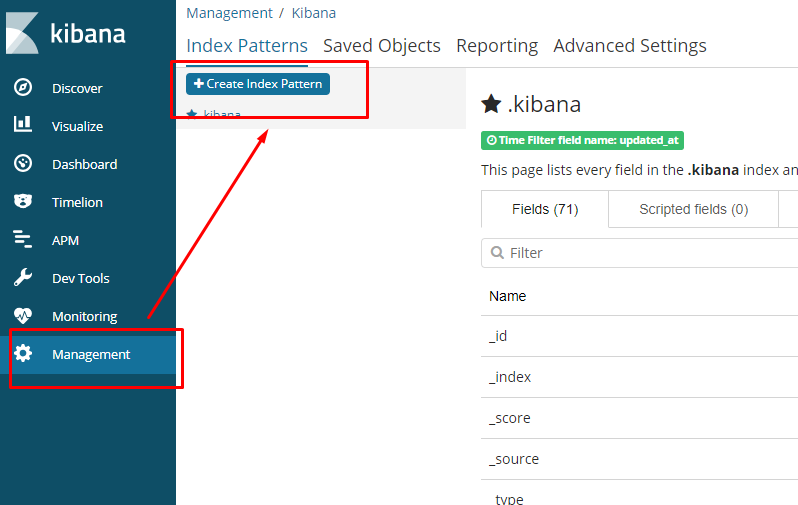 kibana
Discover
Visualize
Dashboard
Timelion
APM
Dev Tools
Monitoring
Management
Management / Kibana
Index Patterns Saved Objects Reporting Advanced Settings
Create Index Pattern
.kibana
.kibana
Time Filter field name: updated_at
This page lists every field in the .kibana index an
Fields (71) Scripted fields (0)
Filter
Name
_id
_index
_score
_source
_type